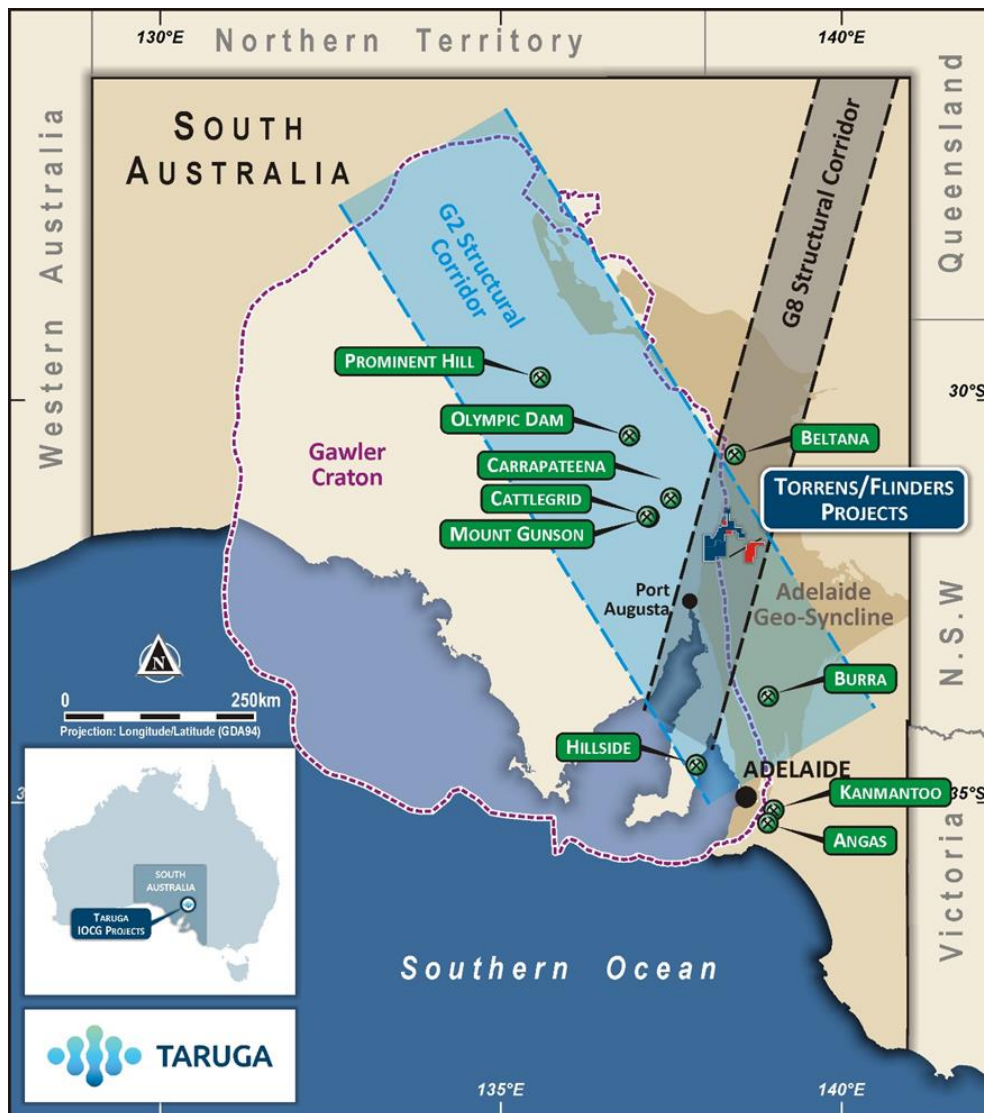 130°E
140°E
Northern Territory
Western Australia
Queensland
N.S.W
Victoria
SOUTH
AUSTRALIA
G2 Structural
Corridor
G8 Structural Corridor
30°S
PROMINENT HILL
OLYMPIC DAM
CARRAPATEENA
CATTLEGRID
MOUNT GUNSON
BELTANA
Gawler
Craton
TORRENS/FLINDERS
PROJECTS
Port
Augusta
Adelaide
Geo-Syncline
N
0 250km
Projection: Longitude/Latitude (GDA94)
BURRA
HILLSIDE
ADELAIDE
35°S
KANMANTOO
ANGAS
SOUTH
AUSTRALIA
TARUGA
IOCG PROJECTS
Southern Ocean
TARUGA
135°E
140°E